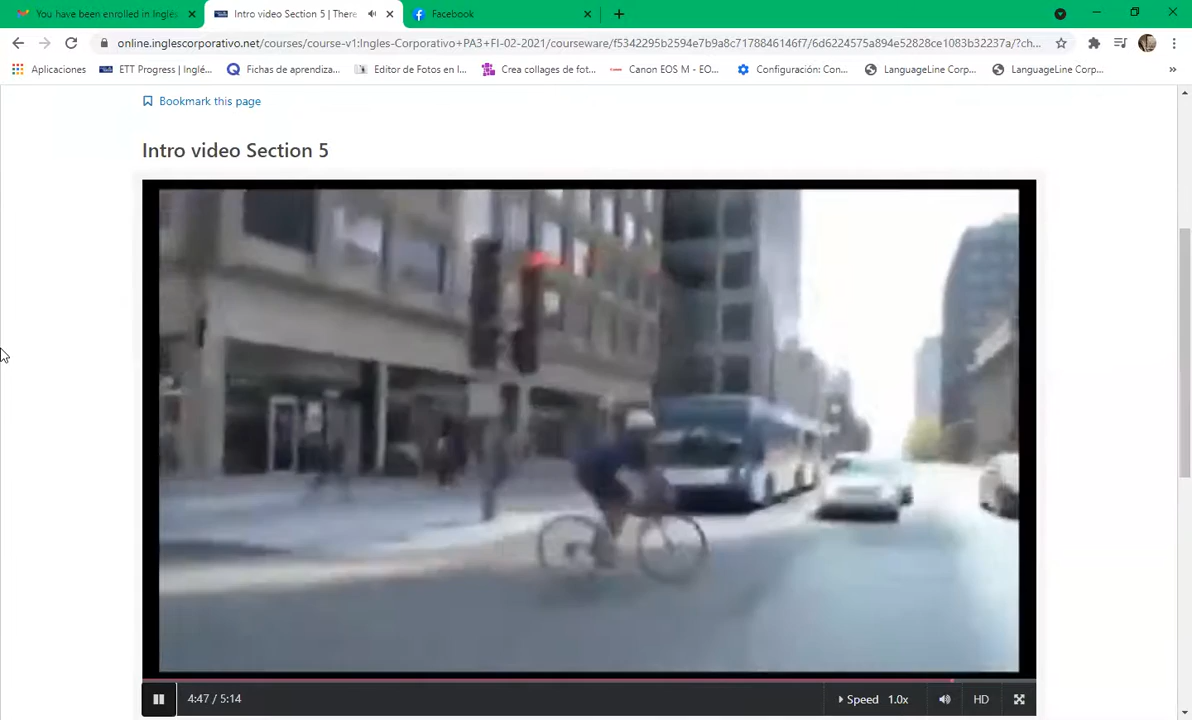 You have been enrolled in Inglés
Intro video Section 5 | There
Facebook
online.inglescorporativo.net/courses/course-v1:Ingles-Corporativo+PA3+FI-02-2021/courseware/f5342295b2594e7b9a8c7178846146f7/6d6224575a894e52828ce1083b32237a/?ch...
Aplicaciones
ETT Progress | Inglé...
Fichas de aprendiza...
Editor de Fotos en l...
Crea collages de fot...
Canon EOS M - EO...
Configuración: Con...
LanguageLine Corp...
LanguageLine Corp...
Bookmark this page
Intro video Section 5
4:47 / 5:14
Speed 1.0x
HD